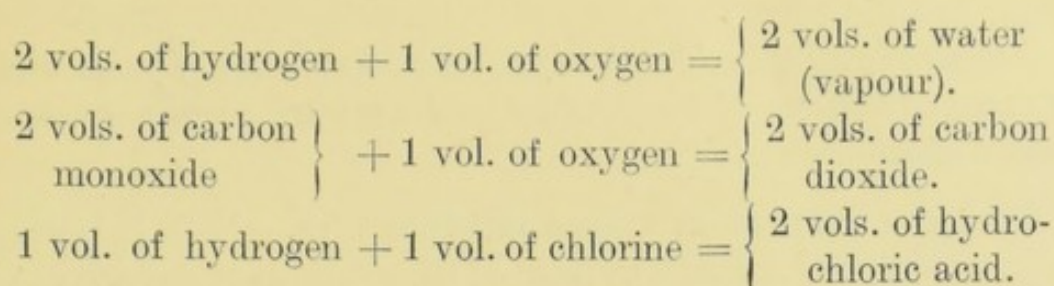 2 vols. of hydrogen + 1 vol. of oxygen = { 2 vols. of water
(vapour).
2 vols. of carbon
monoxide } + 1 vol. of oxygen = { 2 vols. of carbon
dioxide.
1 vol. of hydrogen + 1 vol. of chlorine = { 2 vols. of hydro-
chloric acid.